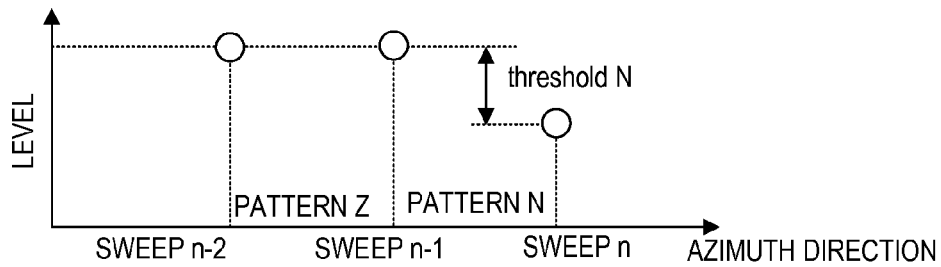 LEVEL
threshold N
PATTERN Z
PATTERN N
SWEEP n-2
SWEEP n-1
SWEEP n
AZIMUTH DIRECTION